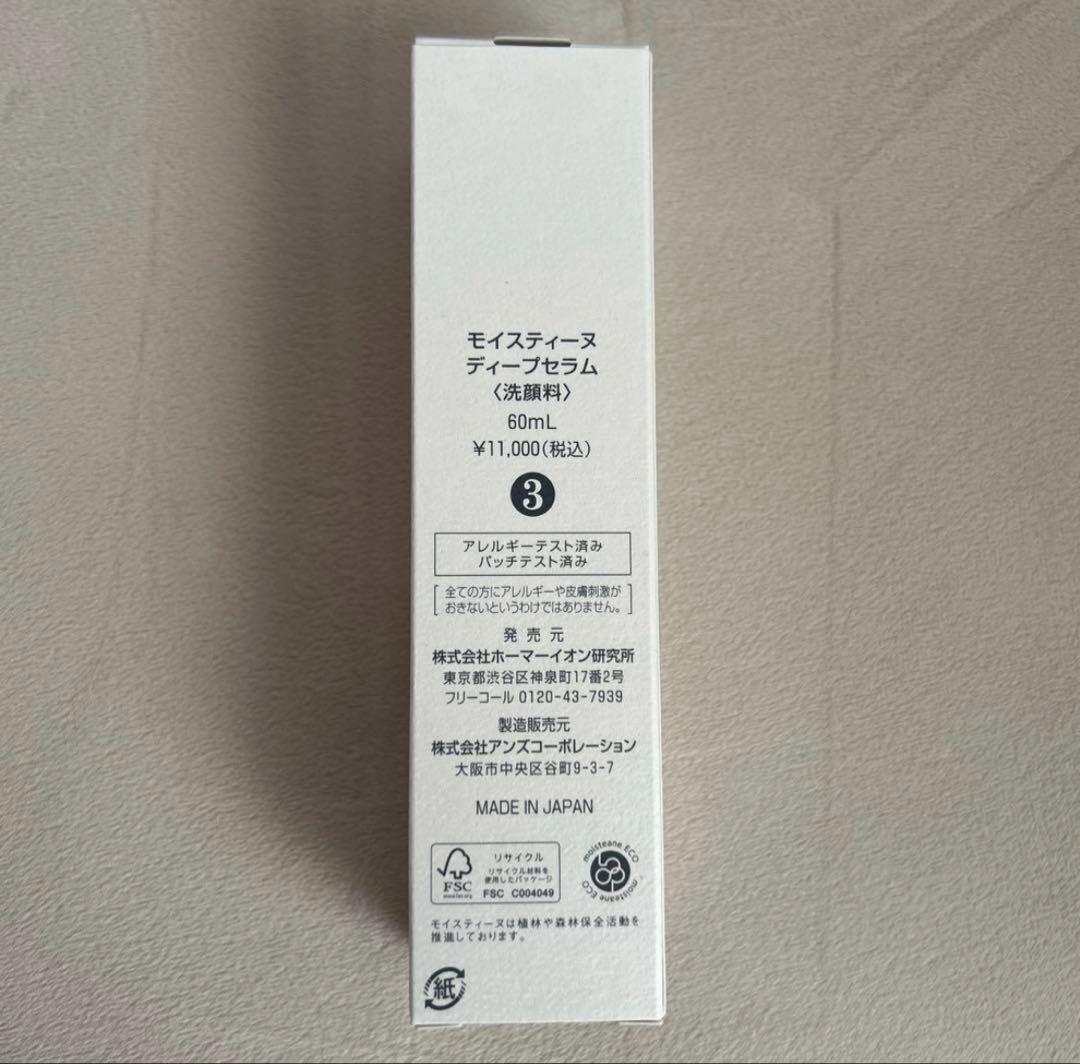 モイスティーヌ
ディープセラム
〈洗顔料〉
60mL
¥11,000(税込)
3
アレルギーテスト済み
パッチテスト済み
全ての方にアレルギーや皮膚刺激が
おきないというわけではありません。
発売元
株式会社ホーマーイオン研究所
東京都渋谷区神泉町17番2号
フリーコール 0120-43-7939
製造販売元
株式会社アンズコーポレーション
大阪市中央区谷町9-3-7
MADE IN JAPAN
リサイクル
リサイクル材料を
使用したパッケージ
FSC
www.fsc.org
FSC C004049
moisteane ECO
moisteane ECO
モイスティーヌは植林や森林保全活動を
推進しております。
紙